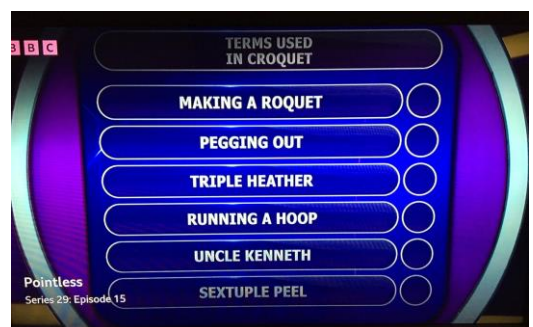 BBC
TERMS USED
IN CROQUET
MAKING A ROQUET
PEGGING OUT
TRIPLE HEATHER
RUNNING A HOOP
UNCLE KENNETH
SEXTUPLE PEEL
Pointless
Series 29: Episode 15